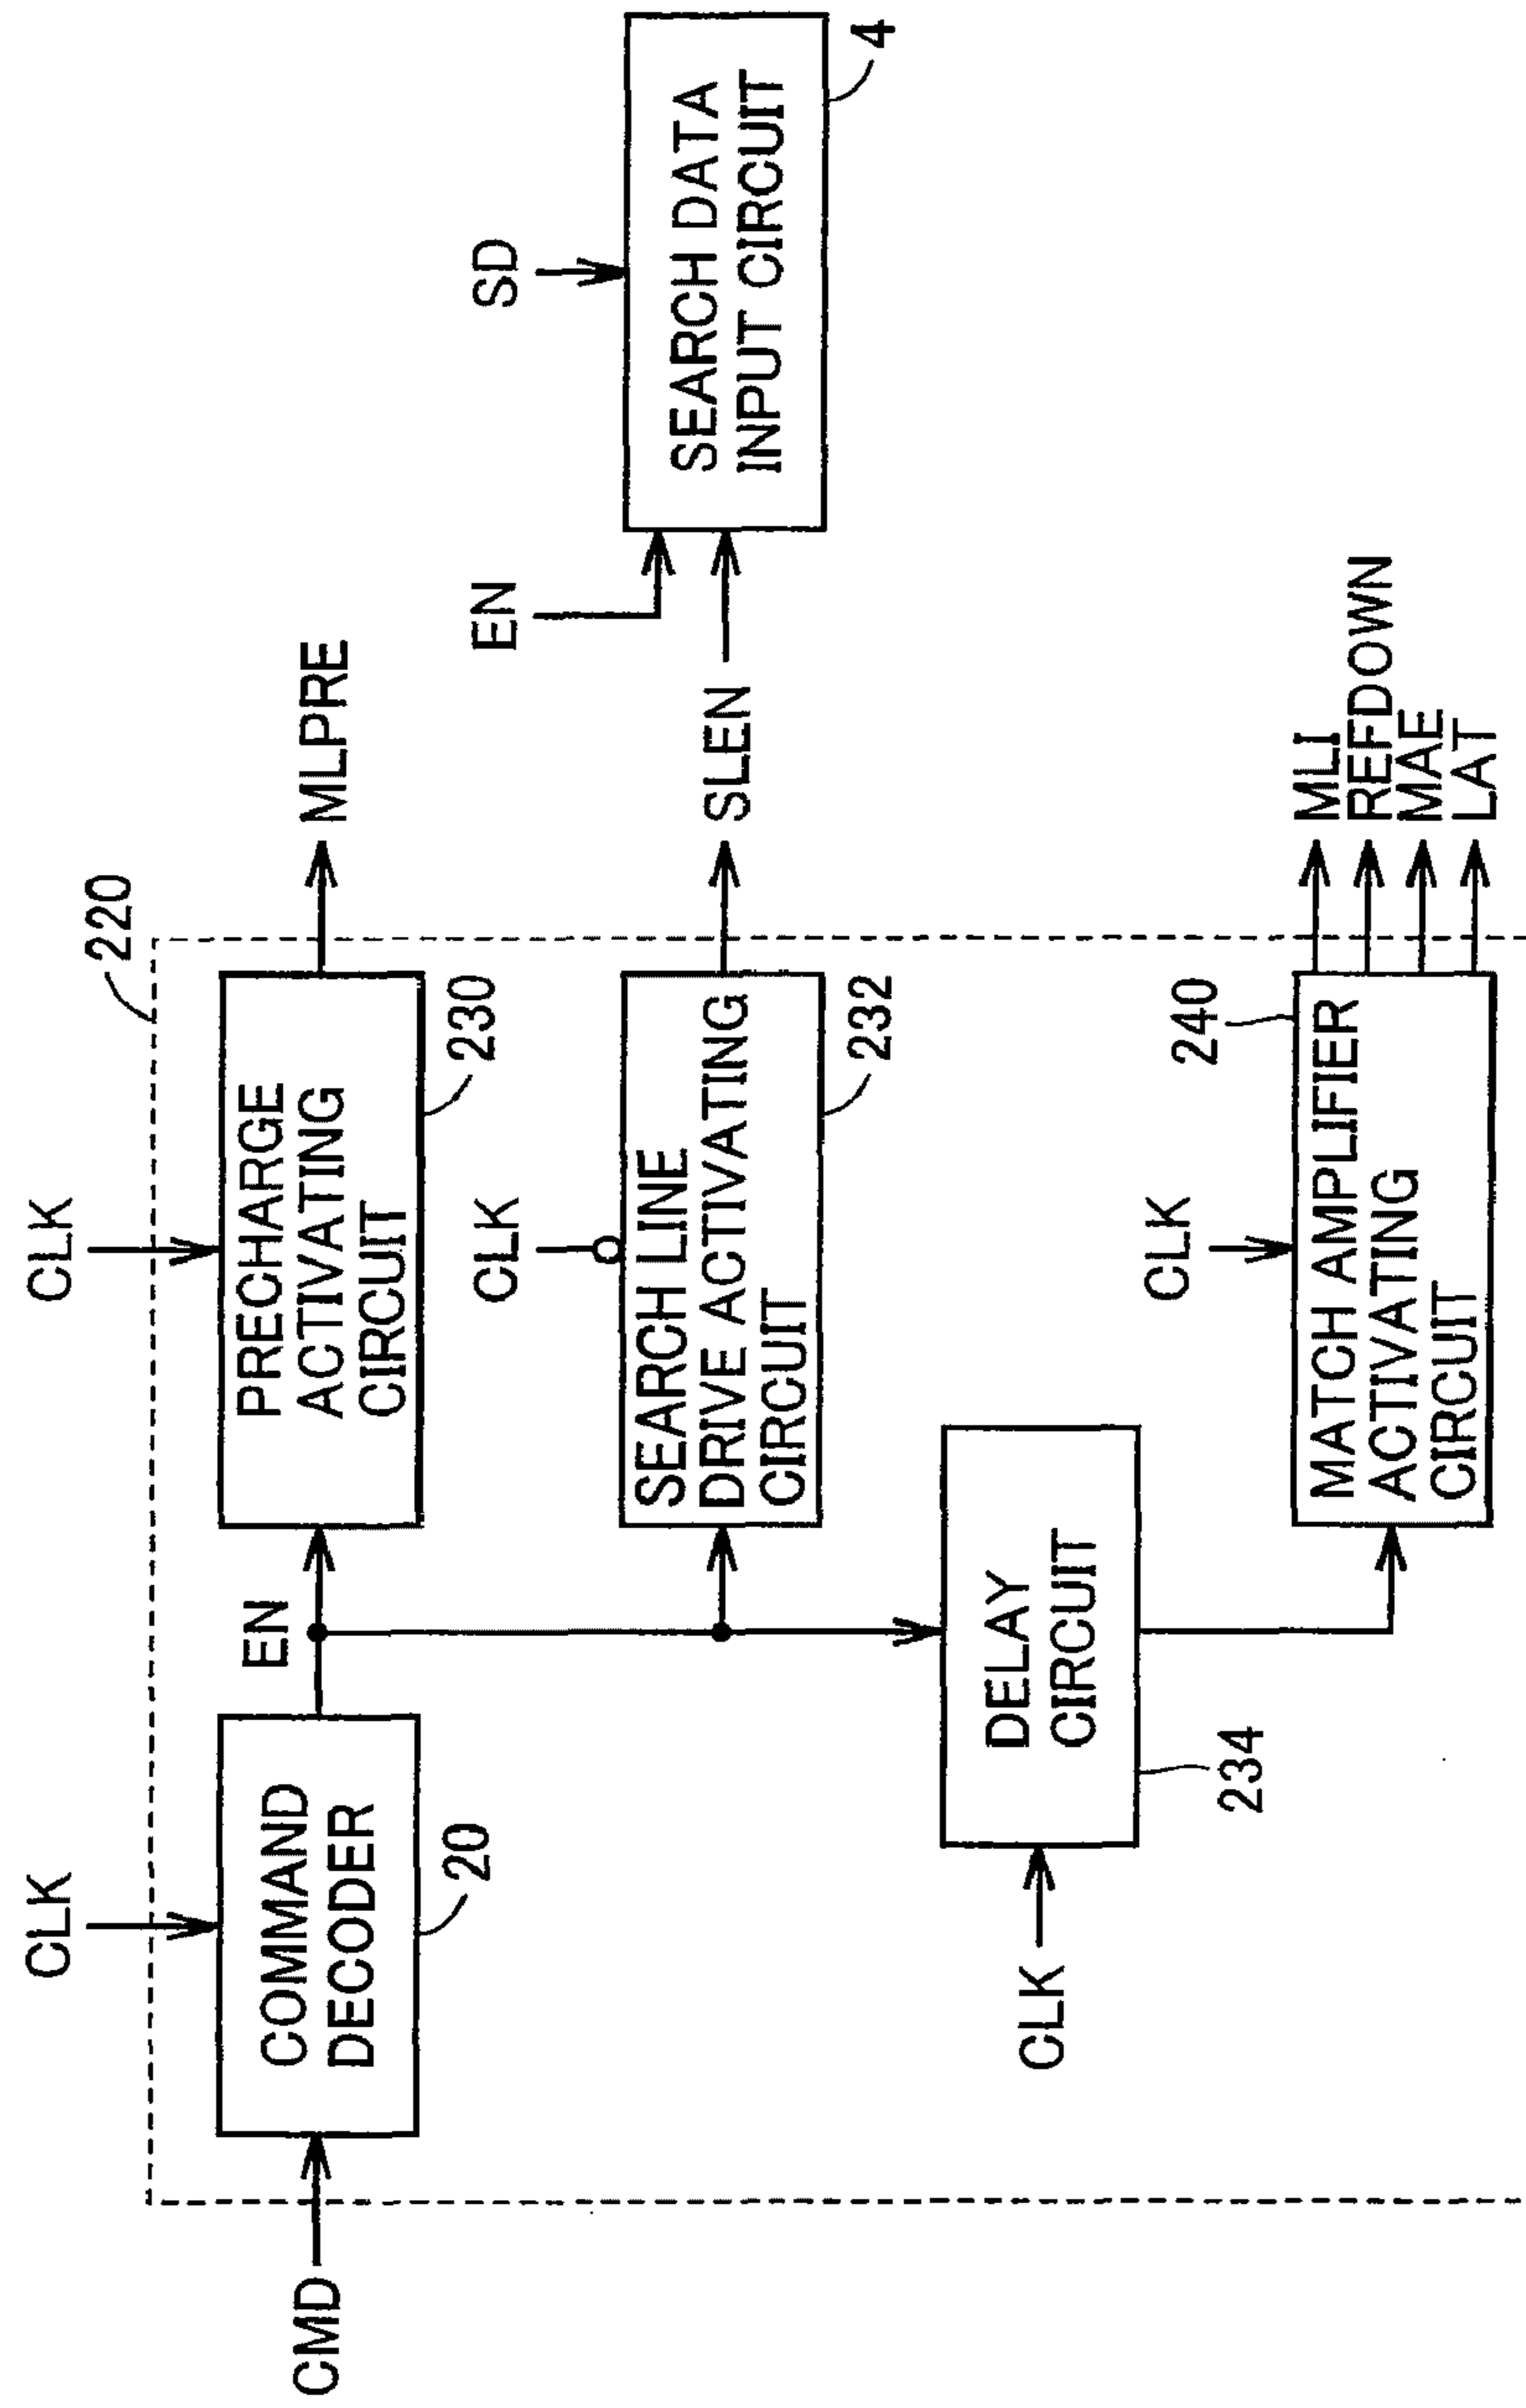 CLK
CLK
220
CMD
COMMAND
DECODER
20
EN
PRECHARGE
ACTIVATING
CIRCUIT
230
MLPRE
CLK
SEARCH LINE
DRIVE ACTIVATING
CIRCUIT
232
SLEN
EN
SD
SEARCH DATA
INPUT CIRCUIT
4
CLK
DELAY
CIRCUIT
234
CLK
240
MATCH AMPLIFIER
ACTIVATING
CIRCUIT
MLI
REFDOWN
MAE
LAT